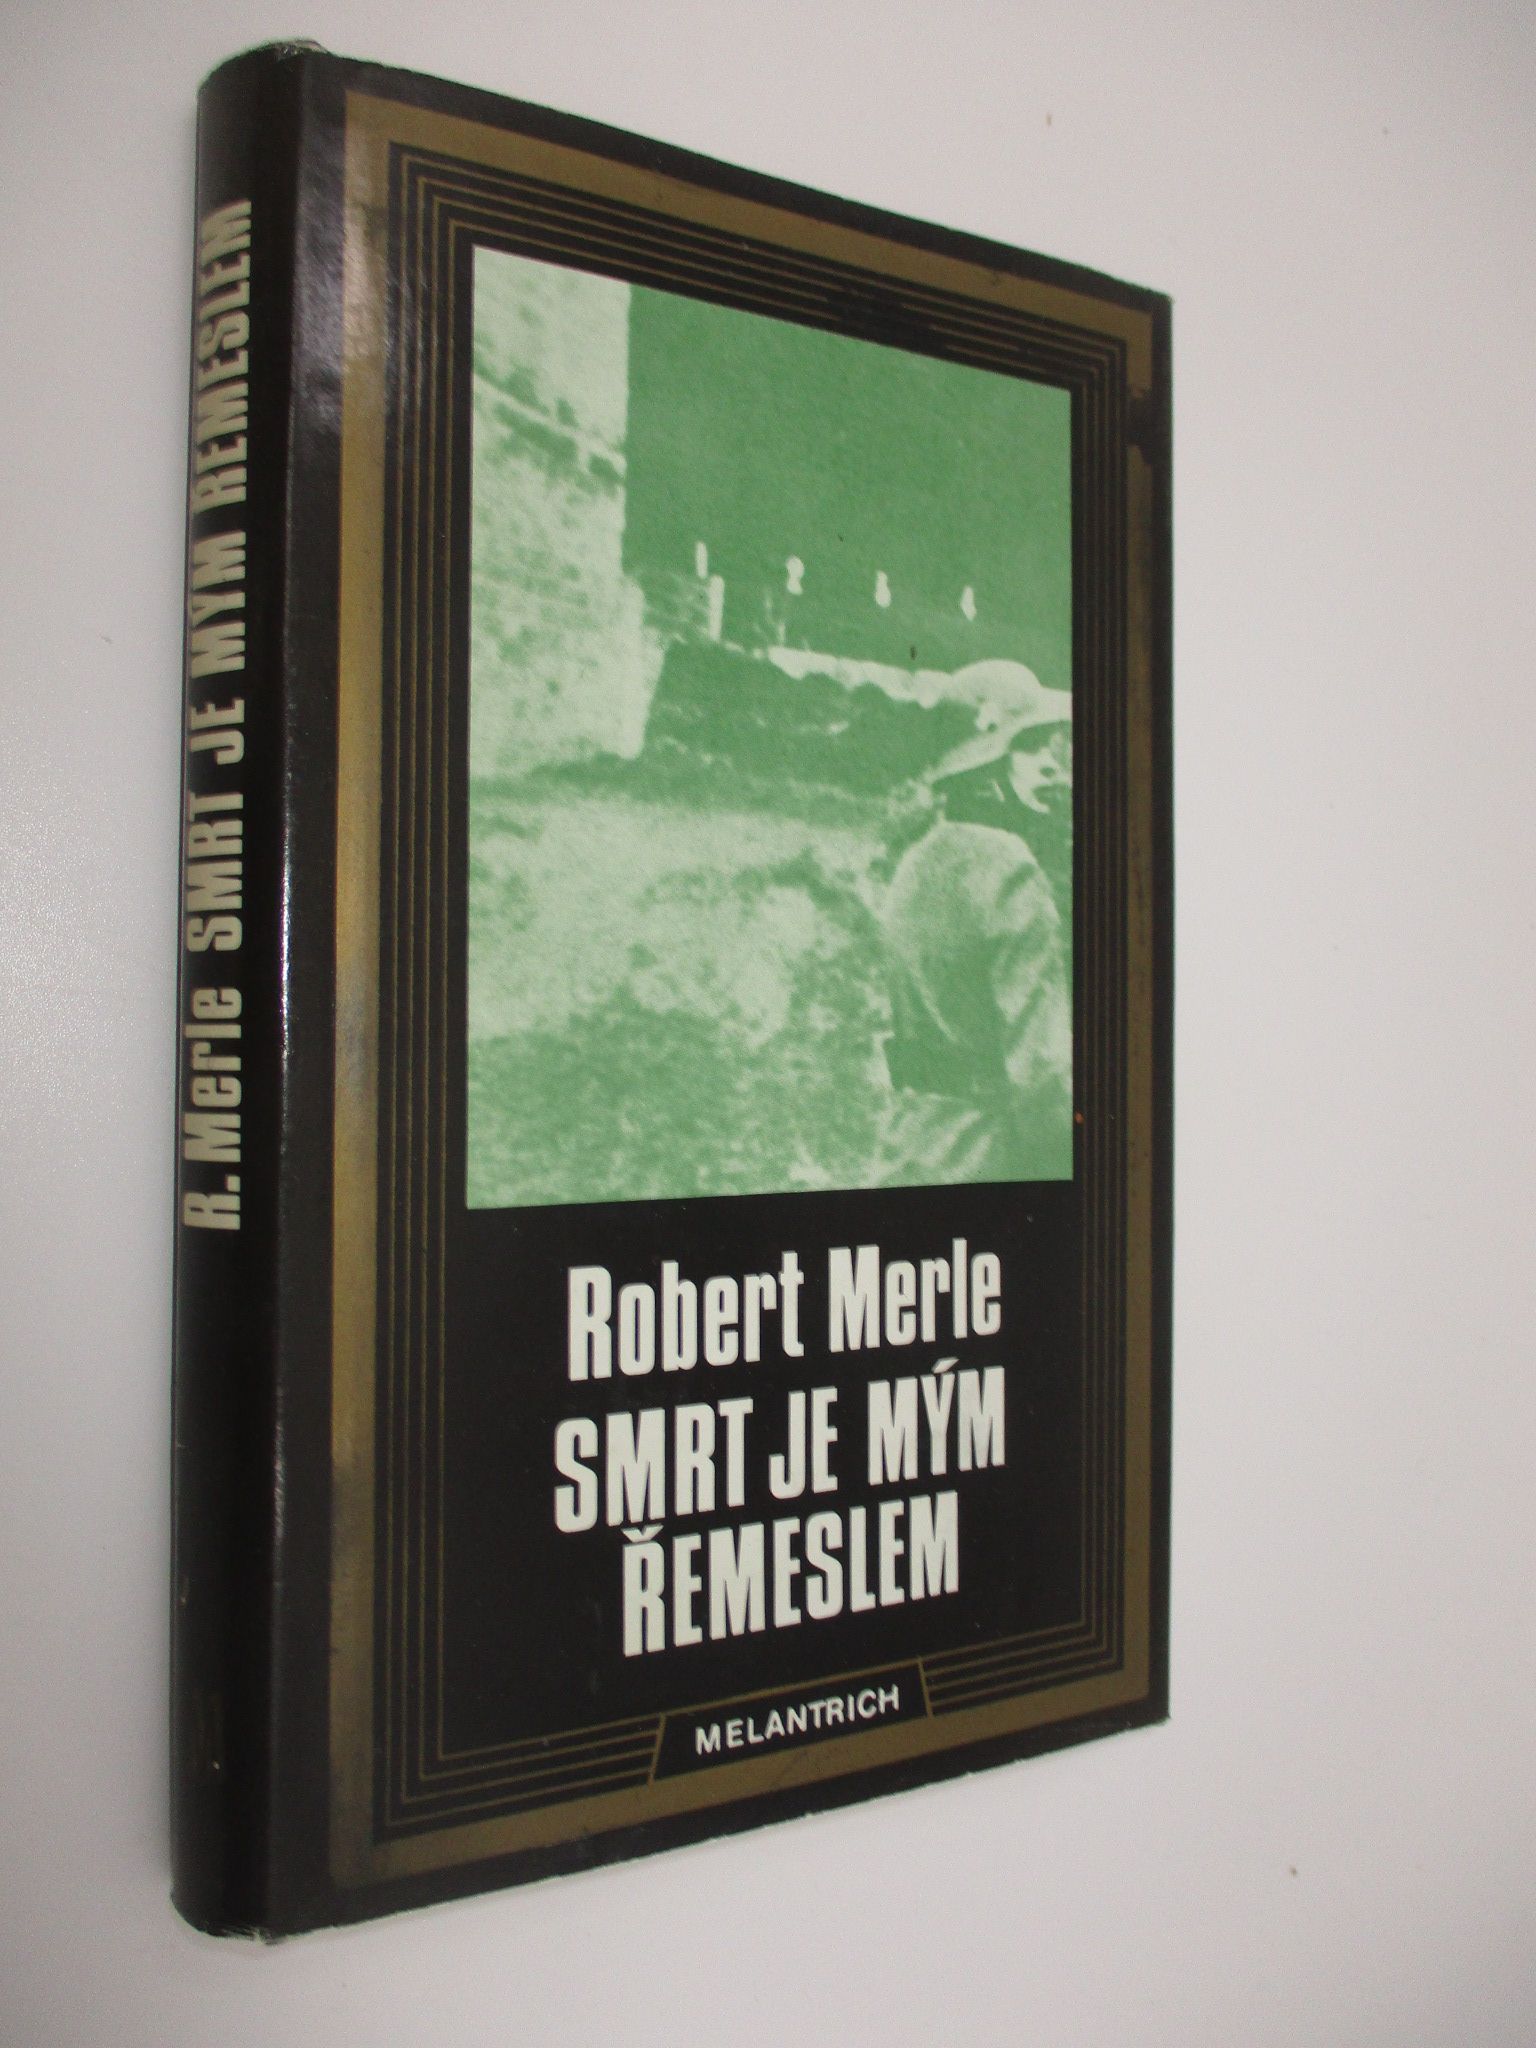 R. Merle SMRT JE MÝM ŘEMESLEM
Robert Merle
SMRT JE MÝM
ŘEMESLEM
MELANTRICH